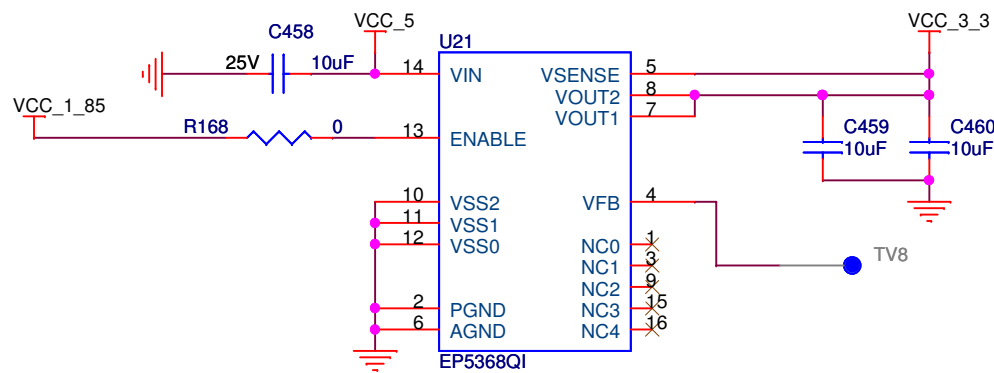 VCC_5
VCC_3_3
C458
U21
25V
10uF
14
VIN
VSENSE
5
VOUT2
8
VOUT1
7
VCC_1_85
R168
0
13
ENABLE
C459
10uF
C460
10uF
10
VSS2
11
VSS1
12
VSS0
VFB
4
NC0
1
NC1
3
NC2
9
NC3
15
NC4
16
TV8
2
PGND
6
AGND
EP5368QI